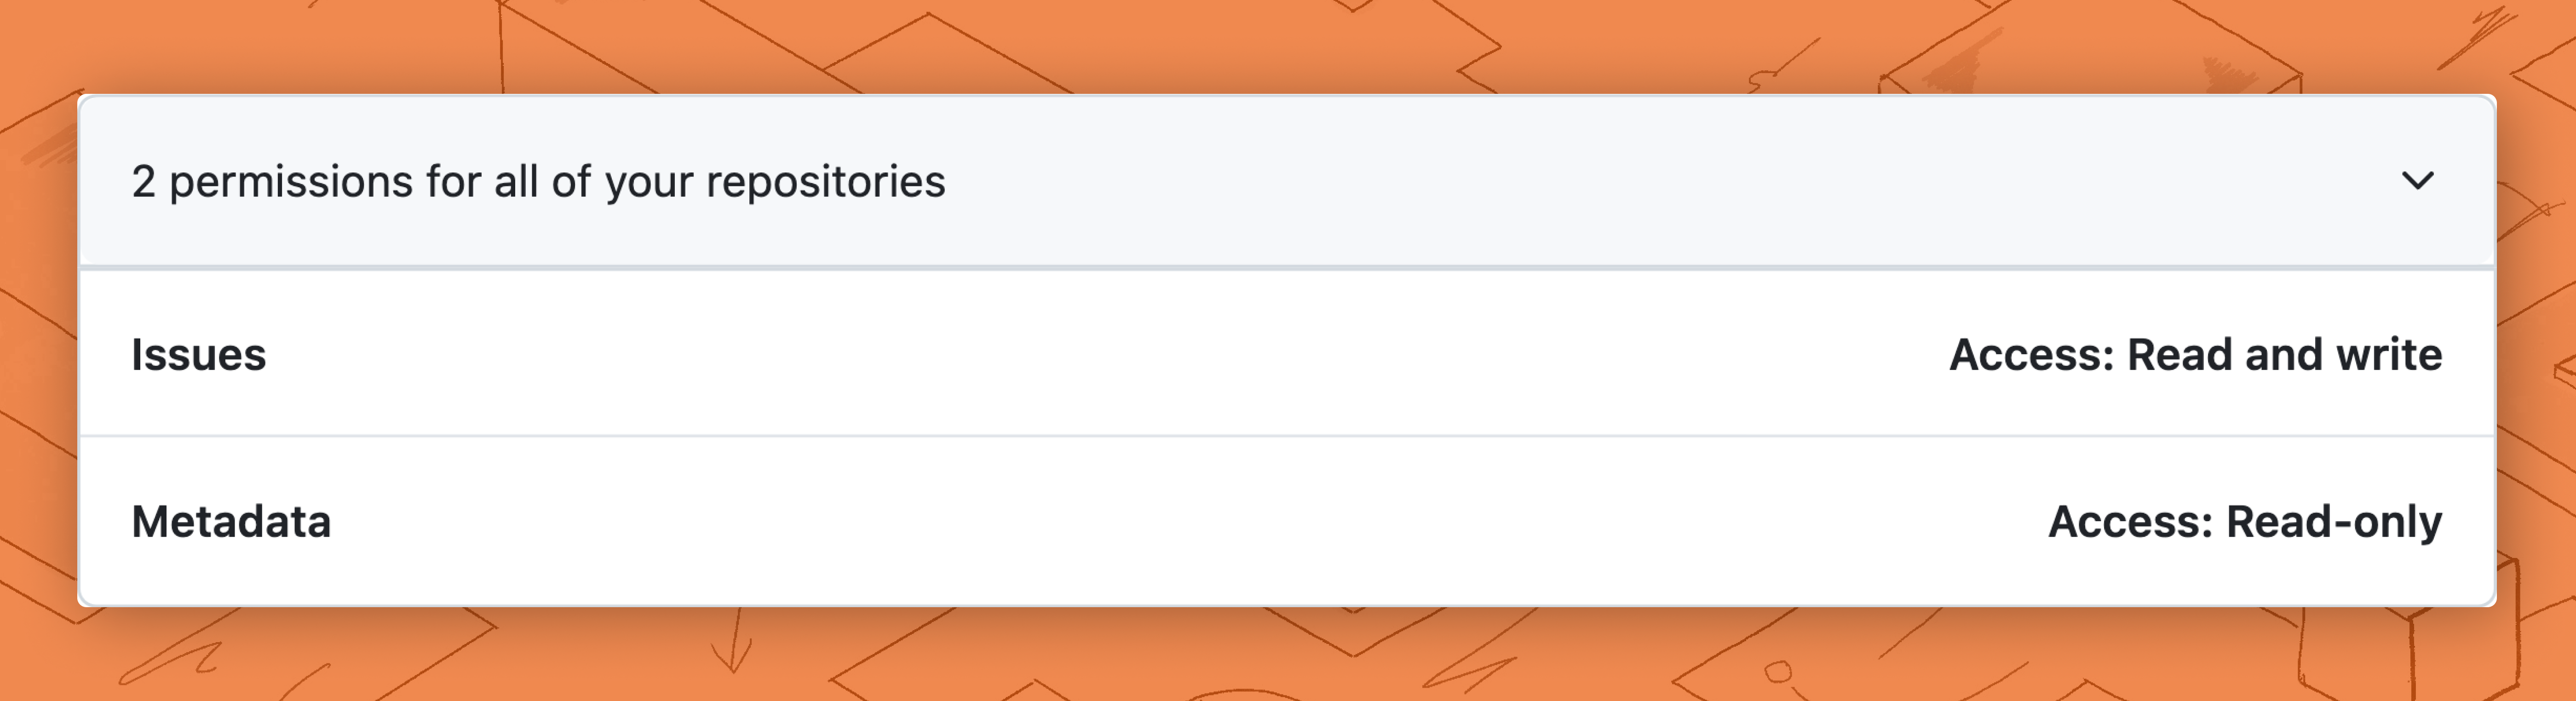 2 permissions for all of your repositories
Issues Access: Read and write
Metadata Access: Read-only